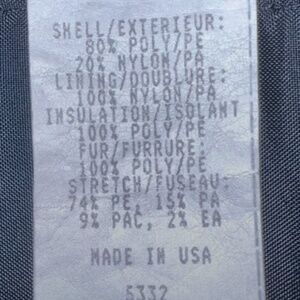 SHELL/EXTERIEUR:
80% POLY/PE
20% NYLON/PA
LINING/DOUBLURE:
100% NYLON/PA
INSULATION/ISOLANT
100% POLY/PE
FUR/FURRURE:
100% POLY/PE
STRETCH/FUSEAU:
74% PE, 15% PA
9% PAC, 2% EA
MADE IN USA
5332